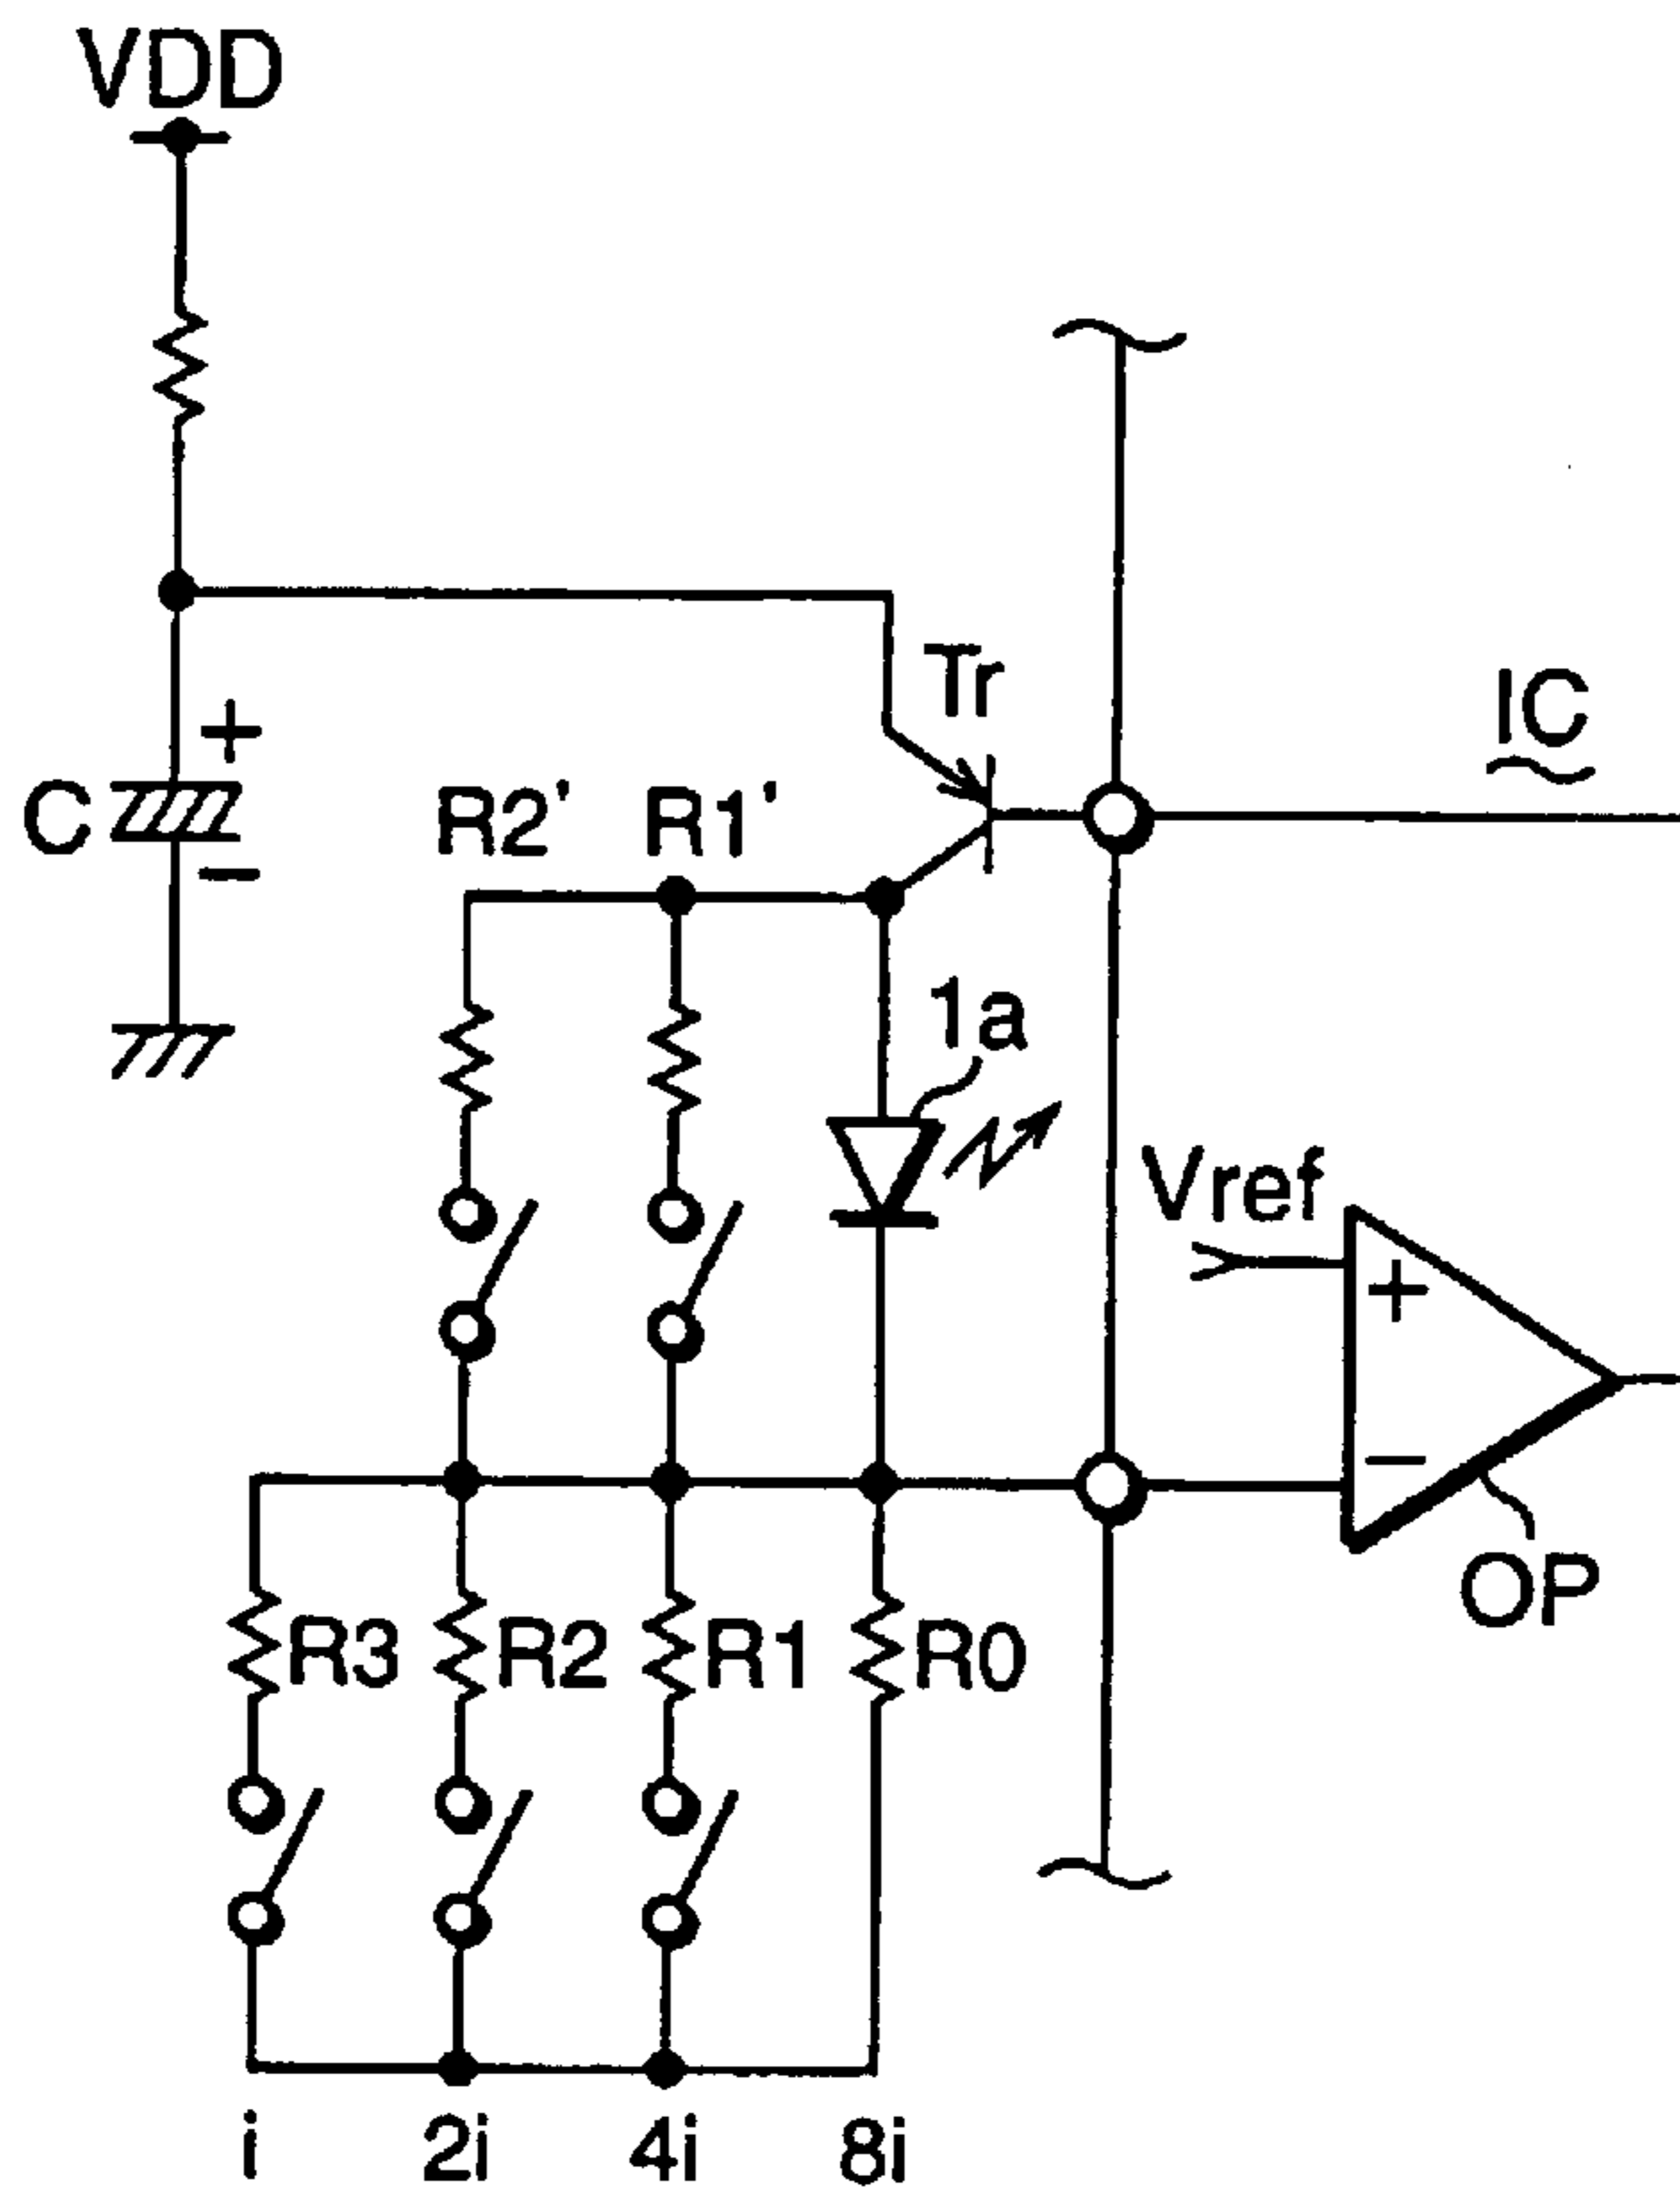 VDD
Tr
IC
+
C
−
R2'
R1'
1a
Vref
+
−
OP
R3
R2
R1
R0
i
2i
4i
8i